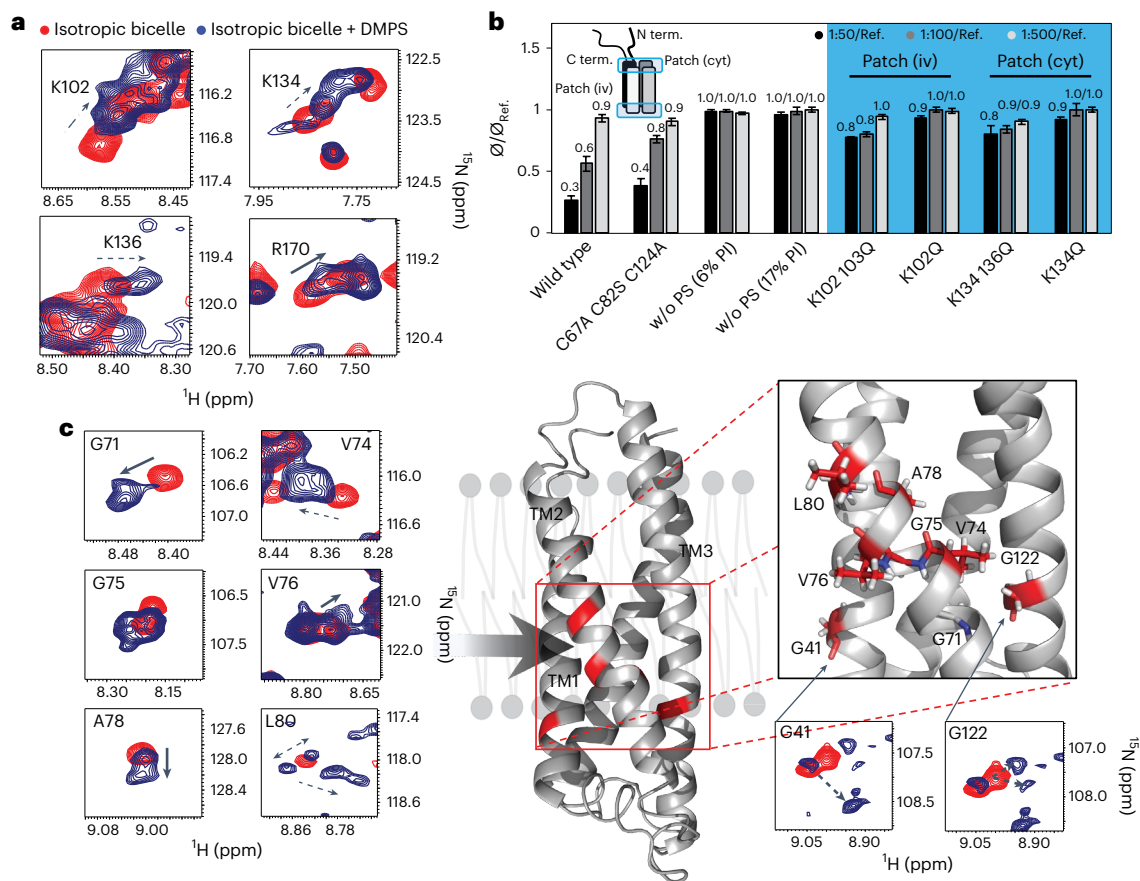 a
Isotropic bicelle Isotropic bicelle + DMPS
K102
116.2
116.8
117.4
8.65 8.55 8.45
K134
122.5
123.5
124.5
7.95 7.75
15N (ppm)
K136
119.4
120.0
120.6
8.50 8.40 8.30
R170
119.2
120.4
7.70 7.60 7.50
1H (ppm)
b
Ø/ØRef.
1.5
1
0.5
0
N term.
C term.
Patch (cyt)
Patch (iv)
1:50/Ref. 1:100/Ref. 1:500/Ref.
Patch (iv) Patch (cyt)
0.3 0.6 0.9
0.4 0.8 0.9
1.0/1.0/1.0
1.0/1.0/1.0
0.8 0.8 1.0
0.9 1.0/1.0
0.8 0.9/0.9
0.9 1.0/1.0
Wild type
C67A C82S C124A
w/o PS (6% PI)
w/o PS (17% PI)
K102 103Q
K102Q
K134 136Q
K134Q
c
G71
106.2
106.6
107.0
8.48 8.40
V74
116.0
116.6
8.44 8.36 8.28
G75
106.5
107.5
8.30 8.15
V76
121.0
122.0
8.80 8.65
15N (ppm)
A78
127.6
128.0
128.4
9.08 9.00
L80
117.4
118.0
118.6
8.86 8.78
1H (ppm)
TM2
TM3
TM1
A78
L80
G75
V74
G122
V76
G41
G71
G41
107.5
108.5
9.05 8.90
G122
107.0
108.0
9.05 8.90
15N (ppm)
1H (ppm)